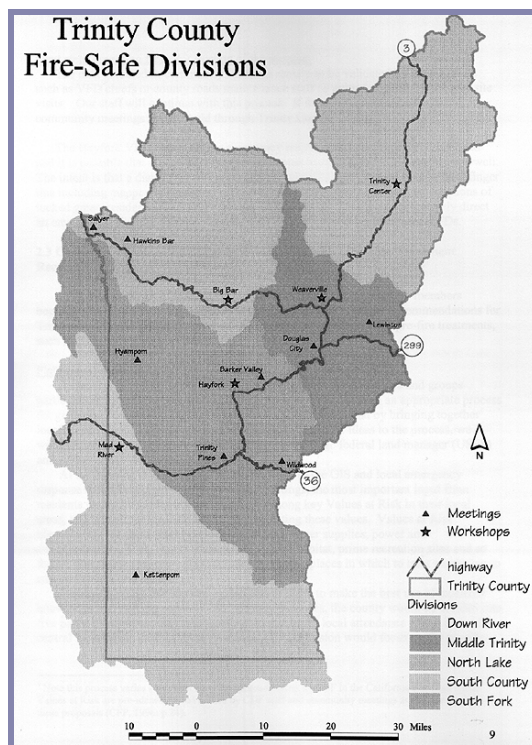 Trinity County
Fire-Safe Divisions
3
Trinity
Center
Salyer
Hawkins Bar
Big Bar
Weaverville
Lewiston
Douglas
City
299
Hyampom
Barker Valley
Hayfork
Mad
River
Trinity
Pines
Wildwood
36
N
Meetings
Workshops
Kettenpom
highway
Trinity County
Divisions
Down River
Middle Trinity
North Lake
South County
South Fork
10 0 10 20 30 Miles
9